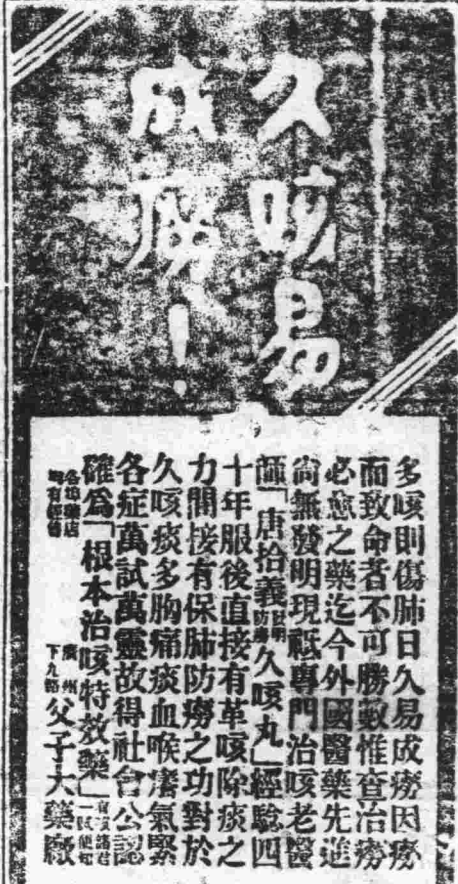 久咳易
成癆！
多咳則傷肺日久易成癆因癆
而致命者不可勝數惟查治癆
必愈之藥迄今外國醫藥先進
尙無發明現祗專門治咳老醫
師「唐拾義發明防癆久咳丸」經驗四
十年服後直接有革咳除痰之
力間接有保肺防癆之功對於
久咳痰多胸痛痰血喉癢氣緊
各症萬試萬靈故得社會公認
確爲「根本治咳特效藥」
各埠藥店均有經售
廣州下九路父子大藥廠